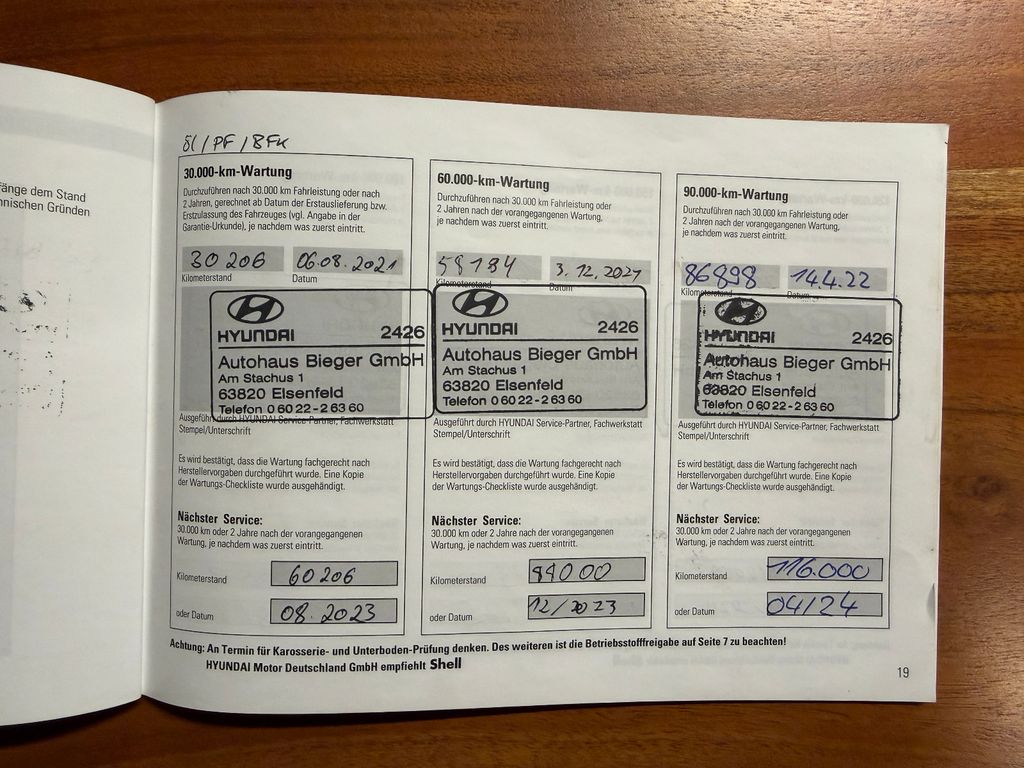 änge dem Stand
nischen Gründen
Öl / PF / BFK
30.000-km-Wartung
Durchzuführen nach 30.000 km Fahrleistung oder nach
2 Jahren, gerechnet ab Datum der Erstauslieferung bzw.
Erstzulassung des Fahrzeuges (vgl. Angabe in der
Garantie-Urkunde), je nachdem was zuerst eintritt.
30 206 06.08.2021
Kilometerstand Datum
HYUNDAI 2426
Autohaus Bieger GmbH
Am Stachus 1
63820 Elsenfeld
Telefon 0 60 22 - 2 63 60
Ausgeführt durch HYUNDAI Service-Partner, Fachwerkstatt
Stempel/Unterschrift
Es wird bestätigt, dass die Wartung fachgerecht nach
Herstellervorgaben durchgeführt wurde. Eine Kopie
der Wartungs-Checkliste wurde ausgehändigt.
Nächster Service:
30.000 km oder 2 Jahre nach der vorangegangenen
Wartung, je nachdem was zuerst eintritt.
Kilometerstand 60 206
oder Datum 08.2023
60.000-km-Wartung
Durchzuführen nach 30.000 km Fahrleistung oder
2 Jahren nach der vorangegangenen Wartung,
je nachdem was zuerst eintritt.
3.12.2021
Kilometerstand Datum
HYUNDAI 2426
Autohaus Bieger GmbH
Am Stachus 1
63820 Elsenfeld
Telefon 0 60 22 - 2 63 60
Ausgeführt durch HYUNDAI Service-Partner, Fachwerkstatt
Stempel/Unterschrift
Es wird bestätigt, dass die Wartung fachgerecht nach
Herstellervorgaben durchgeführt wurde. Eine Kopie
der Wartungs-Checkliste wurde ausgehändigt.
Nächster Service:
30.000 km oder 2 Jahre nach der vorangegangenen
Wartung, je nachdem was zuerst eintritt.
Kilometerstand
oder Datum 12/2023
90.000-km-Wartung
Durchzuführen nach 30.000 km Fahrleistung oder
2 Jahren nach der vorangegangenen Wartung,
je nachdem was zuerst eintritt.
86898 14.4.22
Kilometerstand Datum
HYUNDAI 2426
Autohaus Bieger GmbH
Am Stachus 1
63820 Elsenfeld
Telefon 0 60 22 - 2 63 60
Ausgeführt durch HYUNDAI Service-Partner, Fachwerkstatt
Stempel/Unterschrift
Es wird bestätigt, dass die Wartung fachgerecht nach
Herstellervorgaben durchgeführt wurde. Eine Kopie
der Wartungs-Checkliste wurde ausgehändigt.
Nächster Service:
30.000 km oder 2 Jahre nach der vorangegangenen
Wartung, je nachdem was zuerst eintritt.
Kilometerstand 116.000
oder Datum 04/24
Achtung: An Termin für Karosserie- und Unterboden-Prüfung denken. Des weiteren ist die Betriebsstofffreigabe auf Seite 7 zu beachten!
HYUNDAI Motor Deutschland GmbH empfiehlt Shell
19